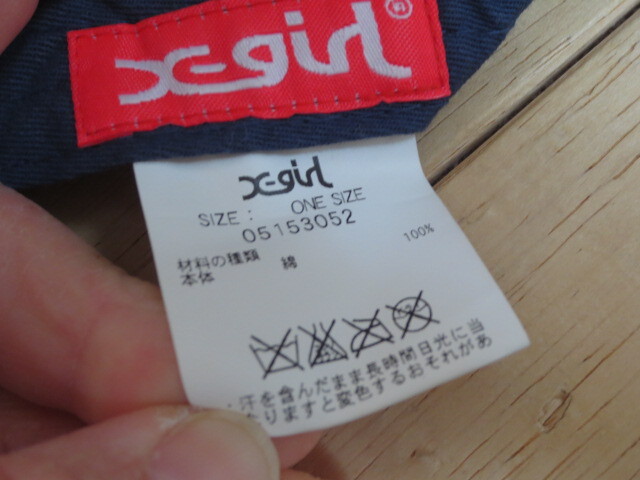 X-girl
X-girl
SIZE: ONE SIZE
05153052
材料の種類
本体 綿 100%
・汗を含んだまま長時間日光に当
たりますと変色するおそれがあ